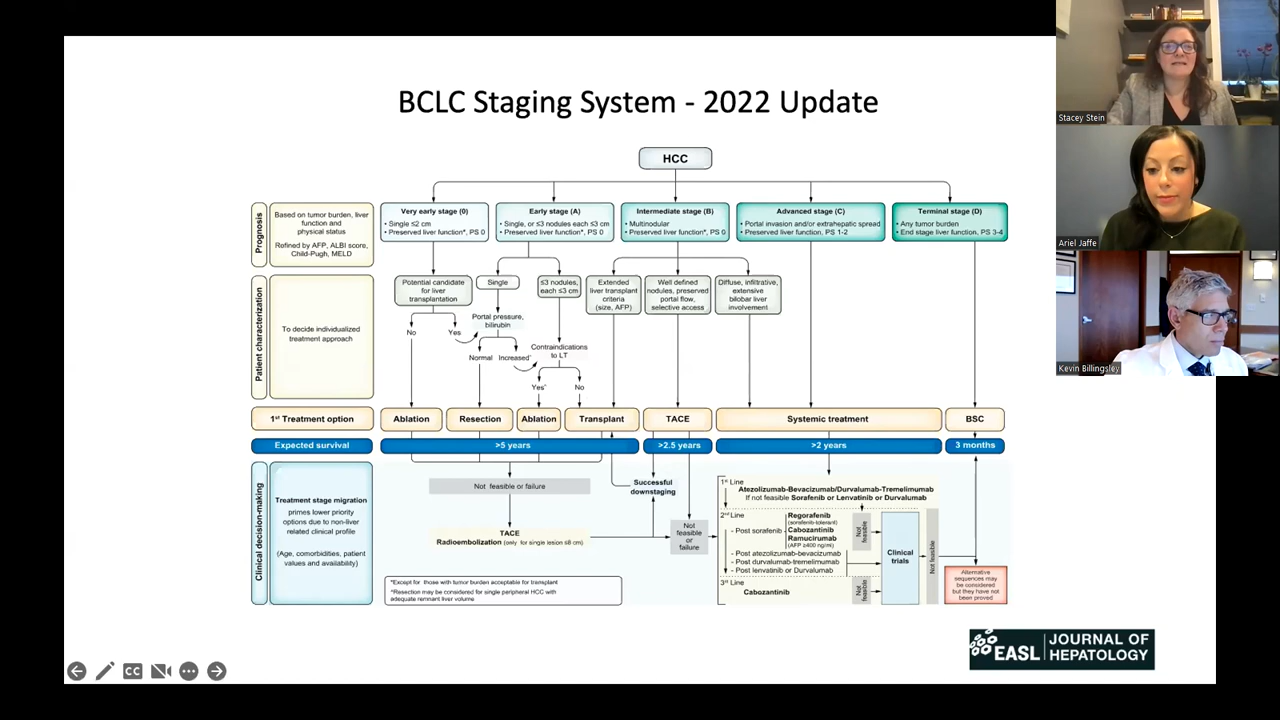 BCLC Staging System - 2022 Update
HCC
Prognosis
Based on tumor burden, liver
function and
physical status
Refined by AFP, ALBI score,
Child-Pugh, MELD
Very early stage (0)
• Single ≤2 cm
• Preserved liver function*, PS 0
Early stage (A)
• Single, or ≤3 nodules each ≤3 cm
• Preserved liver function*, PS 0
Intermediate stage (B)
• Multinodular
• Preserved liver function*, PS 0
Advanced stage (C)
• Portal invasion and/or extrahepatic spread
• Preserved liver function, PS 1-2
Terminal stage (D)
• Any tumor burden
• End stage liver function, PS 3-4
Patient characterization
To decide individualized
treatment approach
Potential candidate
for liver
transplantation
Single
≤3 nodules,
each ≤3 cm
Extended
liver transplant
criteria
(size, AFP)
Well defined
nodules, preserved
portal flow,
selective access
Diffuse, infiltrative,
extensive
bilobar liver
involvement
No
Yes
Portal pressure,
bilirubin
Normal
Increased
Contraindications
to LT
Yes
No
1st Treatment option
Ablation
Resection
Ablation
Transplant
TACE
Systemic treatment
BSC
Expected survival
>5 years
>2.5 years
>2 years
3 months
Clinical decision-making
Treatment stage migration
primes lower priority
options due to non-liver
related clinical profile
(Age, comorbidities, patient
values and availability)
Not feasible or failure
TACE
Radioembolization (only for single lesion ≤8 cm)
Successful
downstaging
Not
feasible
or
failure
1st Line
Atezolizumab-Bevacizumab/Durvalumab-Tremelimumab
If not feasible Sorafenib or Lenvatinib or Durvalumab
2nd Line
- Post sorafenib
Regorafenib
(sorafenib-tolerant)
Cabozantinib
Ramucirumab
(AFP ≥400 ng/ml)
- Post atezolizumab-bevacizumab
- Post durvalumab-tremelimumab
- Post lenvatinib or Durvalumab
3rd Line
Cabozantinib
Not feasible
Not feasible
Clinical
trials
Not feasible
Alternative
sequences may
be considered
but they have not
been proved
*Except for those with tumor burden acceptable for transplant
*Resection may be considered for single peripheral HCC with
adequate remnant liver volume
EASL
JOURNAL OF
HEPATOLOGY
CC
Stacey Stein
Ariel Jaffe
Kevin Billingsley